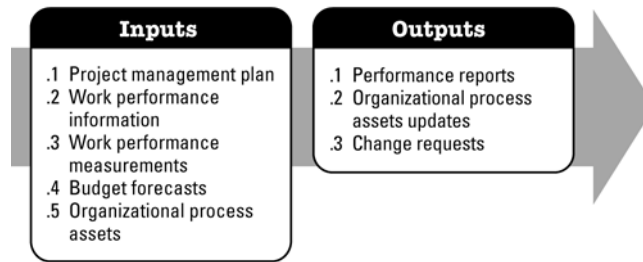 Inputs
.1 Project management plan
.2 Work performance
information
.3 Work performance
measurements
.4 Budget forecasts
.5 Organizational process
assets
Outputs
.1 Performance reports
.2 Organizational process
assets updates
.3 Change requests